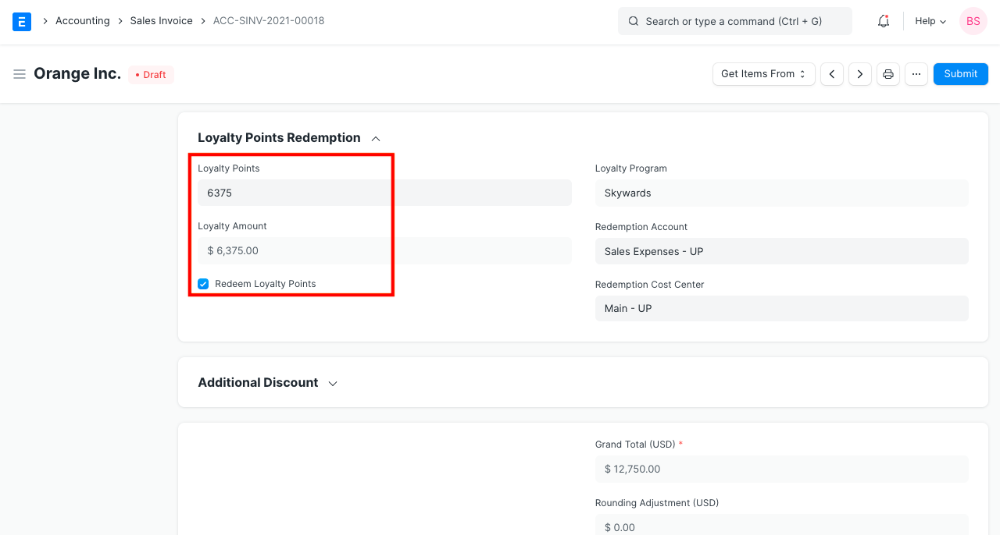 E > Accounting > Sales Invoice > ACC-SINV-2021-00018 Search or type a command (Ctrl + G) Help BS
Orange Inc. • Draft Get Items From ... Submit
Loyalty Points Redemption
Loyalty Points
6375
Loyalty Amount
$ 6,375.00
Redeem Loyalty Points
Loyalty Program
Skywards
Redemption Account
Sales Expenses - UP
Redemption Cost Center
Main - UP
Additional Discount
Grand Total (USD) *
$ 12,750.00
Rounding Adjustment (USD)
$ 0.00